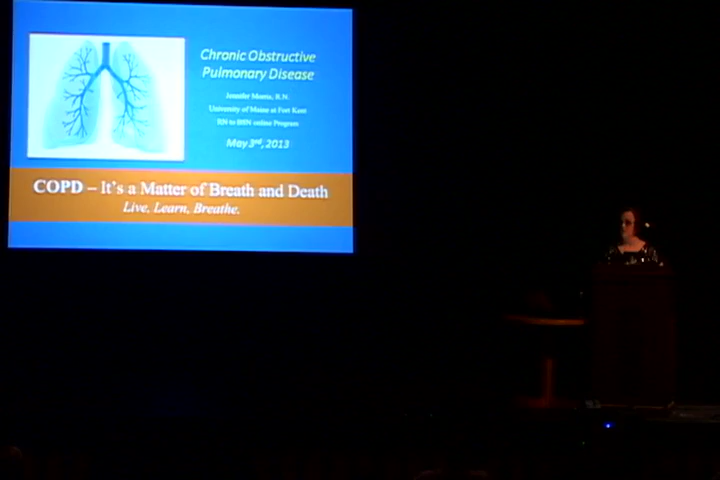 Chronic Obstructive
Pulmonary Disease
Jennifer R.N.
University of Maine at Fort Kent
RN to BSN online Program
May 3rd, 2013
COPD – It's a Matter of Breath and Death
Live, Learn, Breathe.